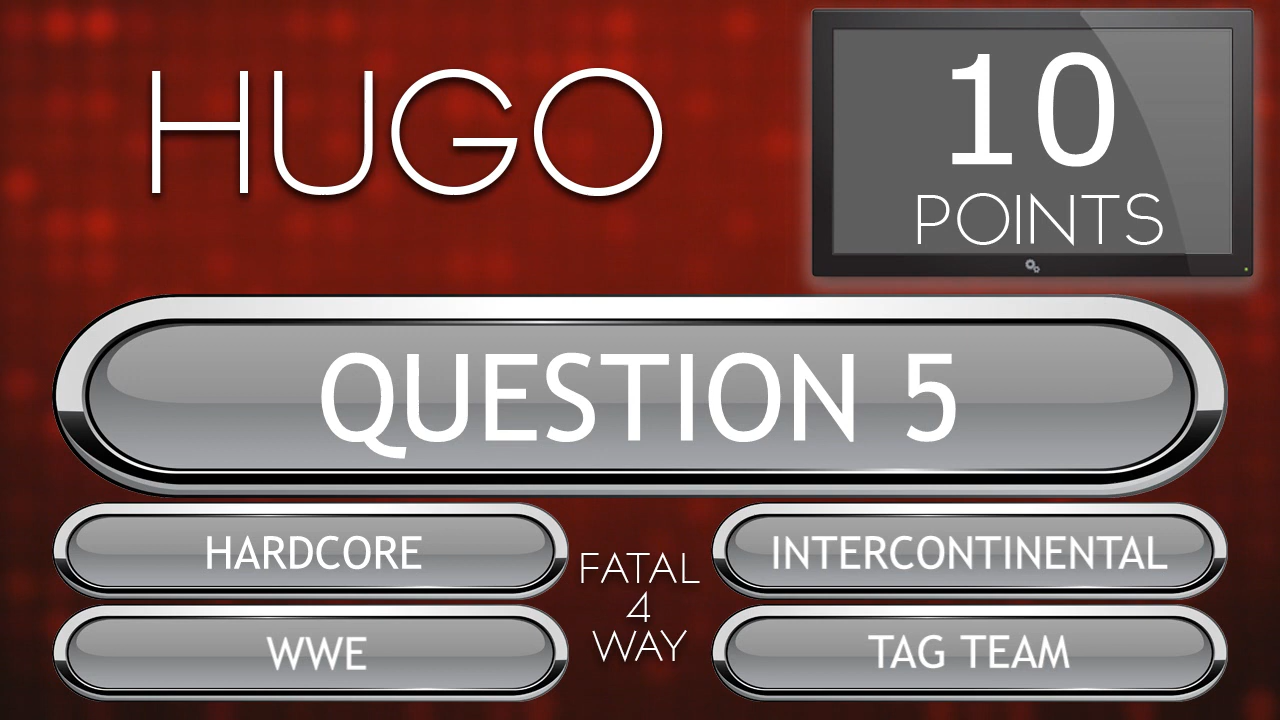 HUGO
10
POINTS
QUESTION 5
HARDCORE
INTERCONTINENTAL
FATAL
4
WAY
WWE
TAG TEAM